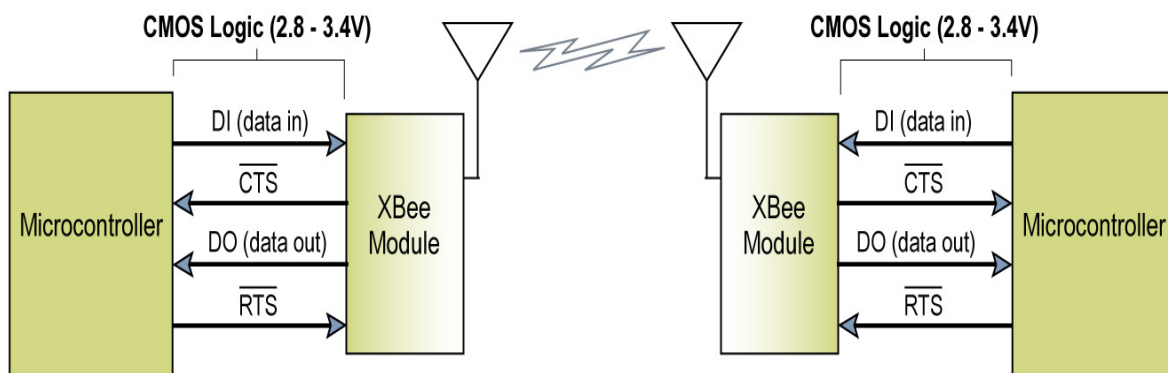 CMOS Logic (2.8 - 3.4V)
CMOS Logic (2.8 - 3.4V)
DI (data in)
CTS
DO (data out)
RTS
Microcontroller
XBee
Module
DI (data in)
CTS
DO (data out)
RTS
XBee
Module
Microcontroller